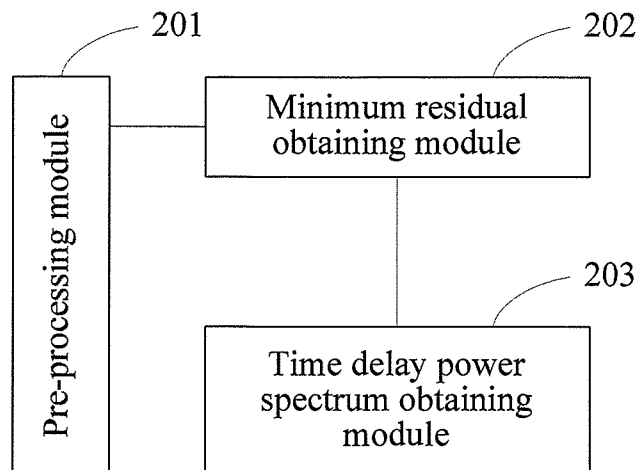 201
202
Pre-processing module
Minimum residual
obtaining module
203
Time delay power
spectrum obtaining
module